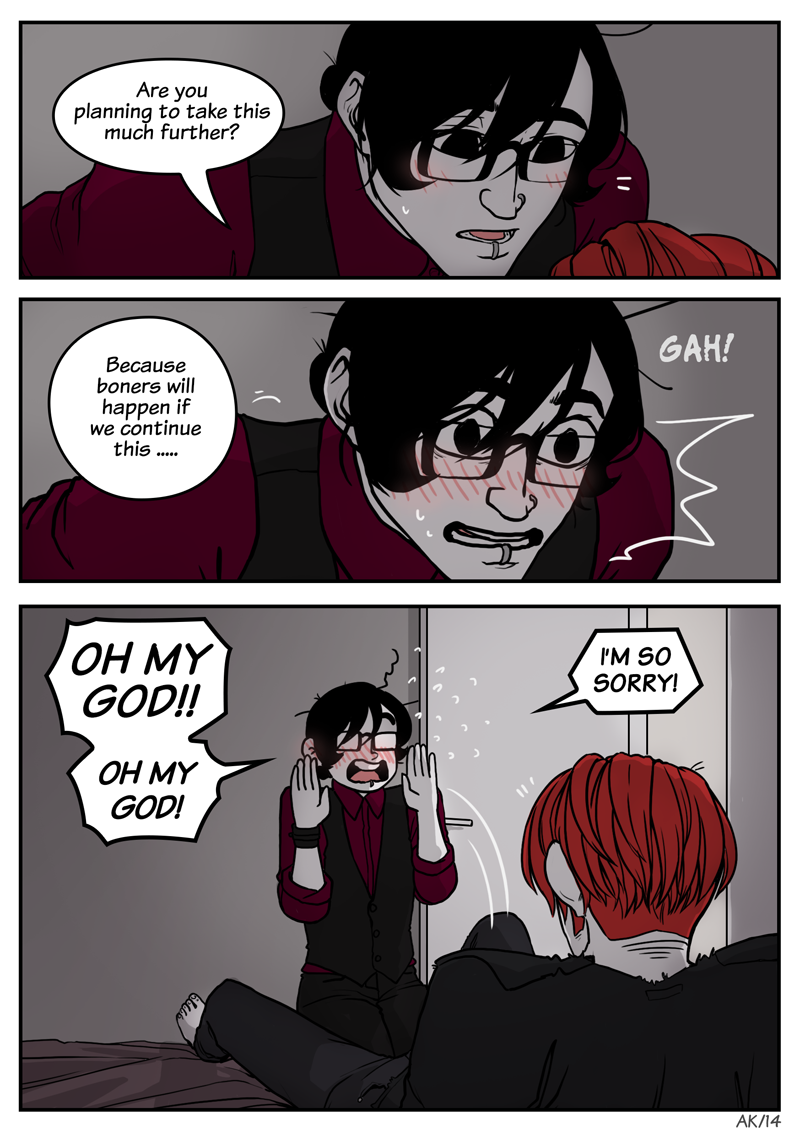 Are you
planning to take this
much further?
Because
boners will
happen if
we continue
this .....
GAH!
OH MY
GOD!!
OH MY
GOD!
I'M SO
SORRY!
AK/14